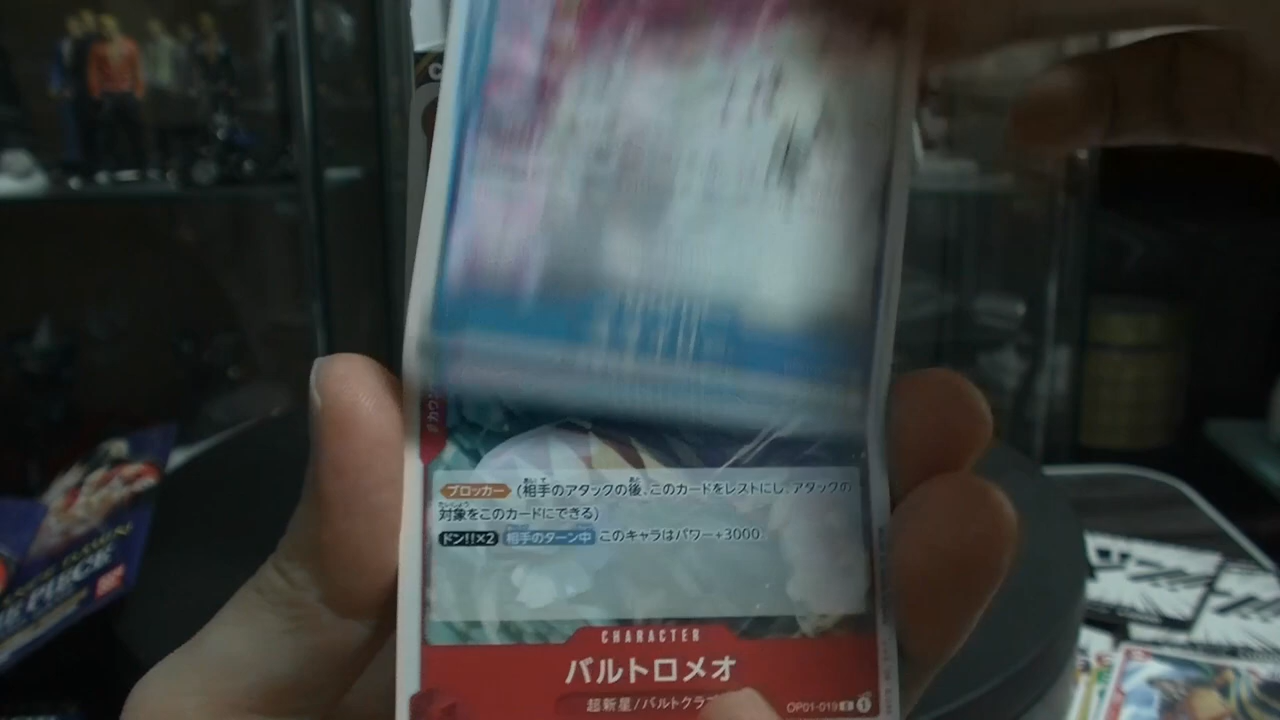 C
ブロッカー (相手のアタックの後、このカードをレストにし、アタックの
対象をこのカードにできる)
ドン!!×2 相手のターン中 このキャラはパワー+3000
CHARACTER
バルトロメオ
超新星/バルトクラブ
OP01-019 1